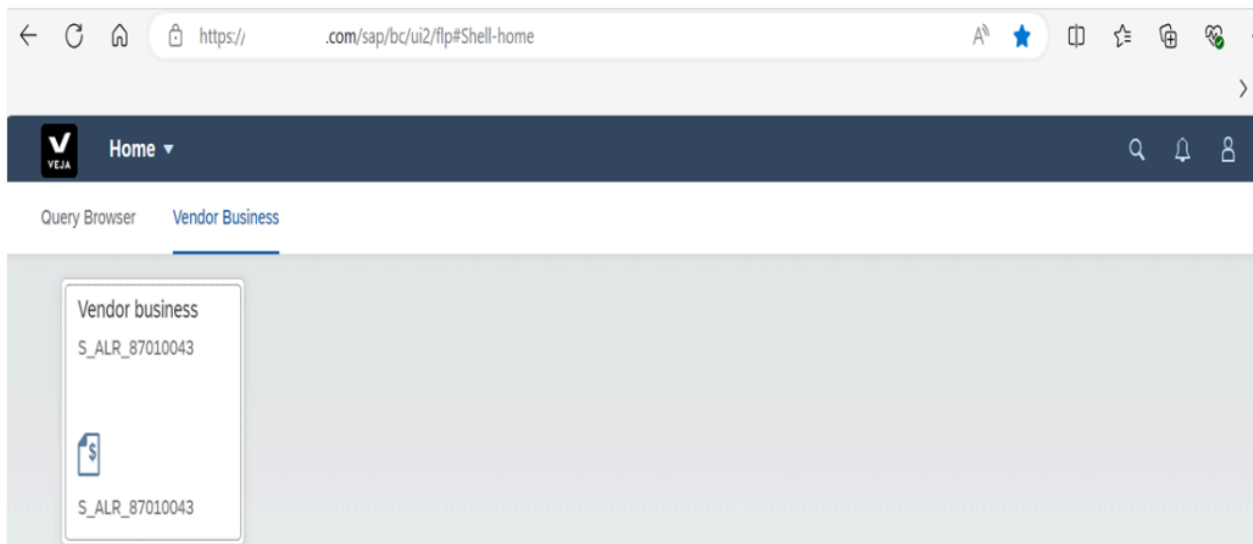 https:// .com/sap/bc/ui2/flp#Shell-home
V
VEJA
Home
Query Browser
Vendor Business
Vendor business
S_ALR_87010043
$
S_ALR_87010043